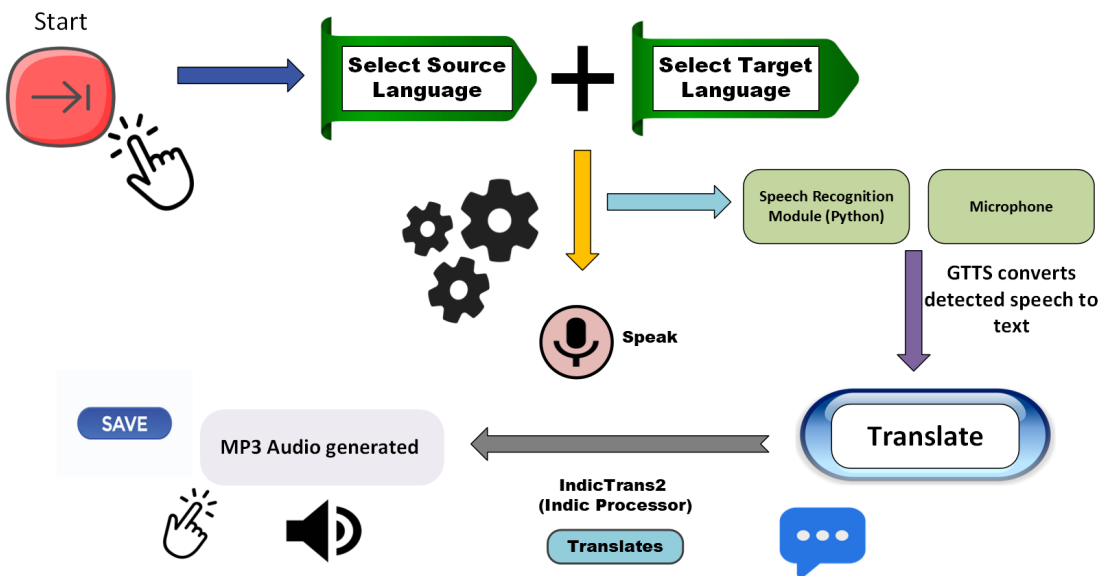 Start
Select Source
Language
Select Target
Language
Speech Recognition
Module (Python)
Microphone
GTTS converts
detected speech to
text
Speak
SAVE
MP3 Audio generated
Translate
IndicTrans2
(Indic Processor)
Translates